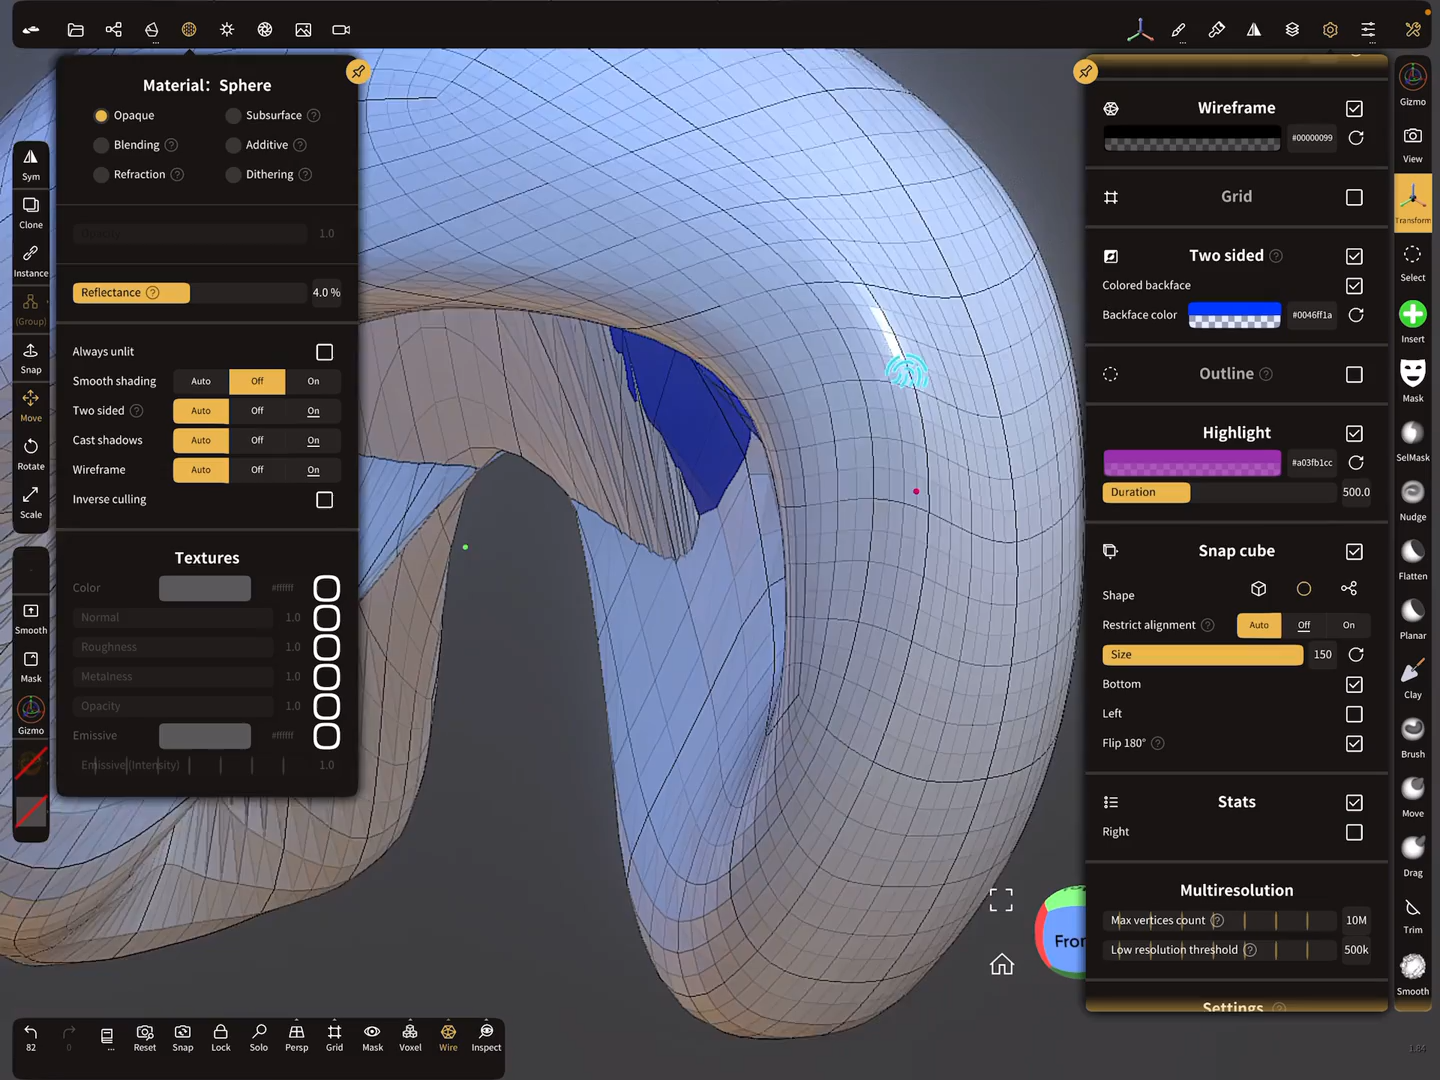 Material: Sphere
Opaque
Subsurface ?
Blending ?
Additive ?
Refraction ?
Dithering ?
Opacity 1.0
Reflectance ? 4.0 %
Always unlit
Smooth shading Auto Off On
Two sided ? Auto Off On
Cast shadows Auto Off On
Wireframe Auto Off On
Inverse culling
Textures
Color #ffffff
Normal 1.0
Roughness 1.0
Metalness 1.0
Opacity 1.0
Emissive #ffffff
Emissive(Intensity) 1.0
Sym
Clone
Instance
(Group)
Snap
Move
Rotate
Scale
Smooth
Mask
Gizmo
82
0
...
Reset
Snap
Lock
Solo
Persp
Grid
Mask
Voxel
Wire
Inspect
Wireframe
#00000099
Grid
Two sided ?
Colored backface
Backface color #0046ff1a
Outline ?
Highlight
#a03fb1cc
Duration 500.0
Snap cube
Shape
Restrict alignment ? Auto Off On
Size 150
Bottom
Left
Flip 180° ?
Stats
Right
Multiresolution
Max vertices count ? 10M
Low resolution threshold ? 500k
Settings ?
Gizmo
View
Transform
Select
Insert
Mask
SelMask
Nudge
Flatten
Planar
Clay
Brush
Move
Drag
Trim
Smooth
1.84